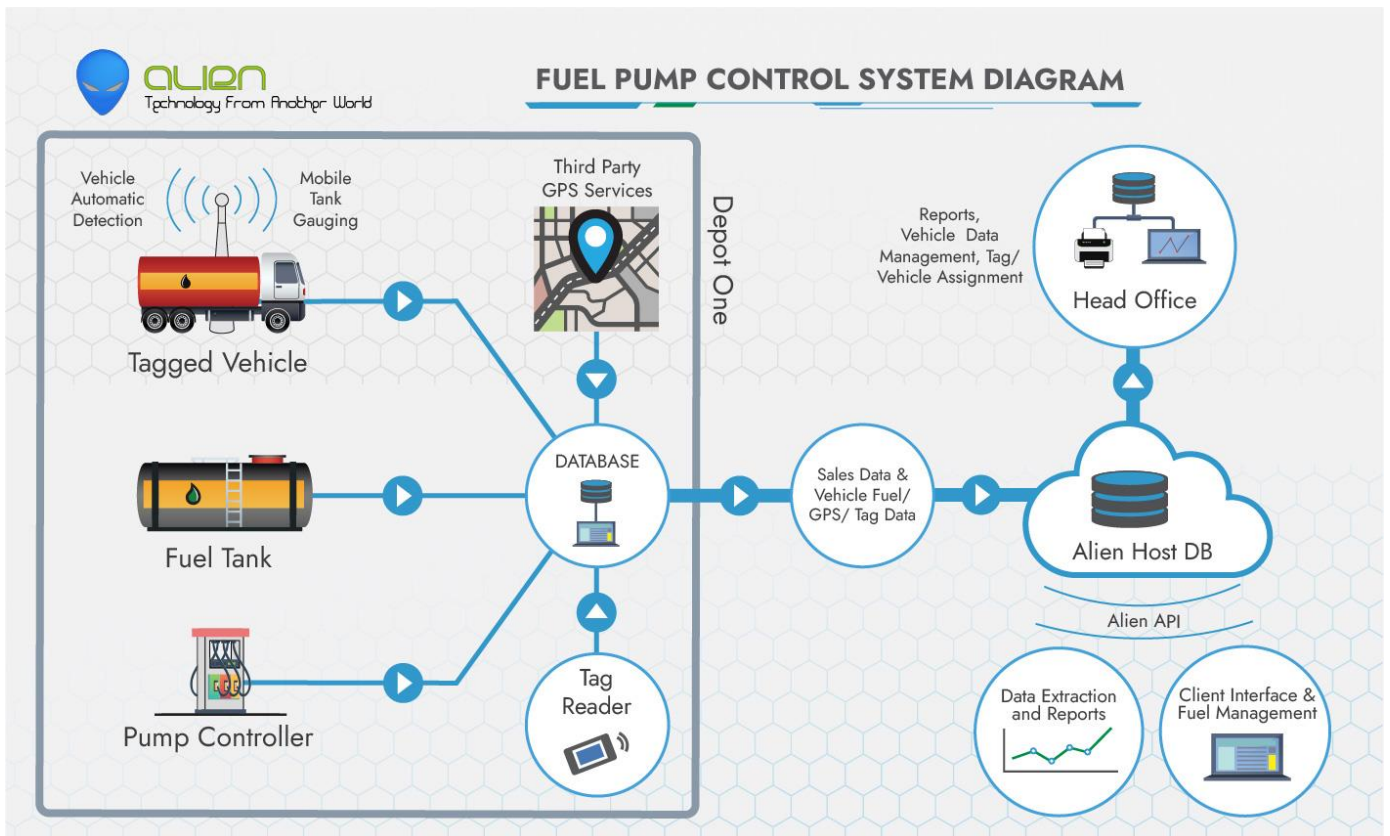 ALIEN
Technology From Another World
FUEL PUMP CONTROL SYSTEM DIAGRAM
Vehicle
Automatic
Detection
Mobile
Tank
Gauging
Tagged Vehicle
Third Party
GPS Services
Depot One
Fuel Tank
DATABASE
Pump Controller
Tag
Reader
Sales Data &
Vehicle Fuel/
GPS/ Tag Data
Reports,
Vehicle Data
Management, Tag/
Vehicle Assignment
Head Office
Alien Host DB
Alien API
Data Extraction
and Reports
Client Interface &
Fuel Management